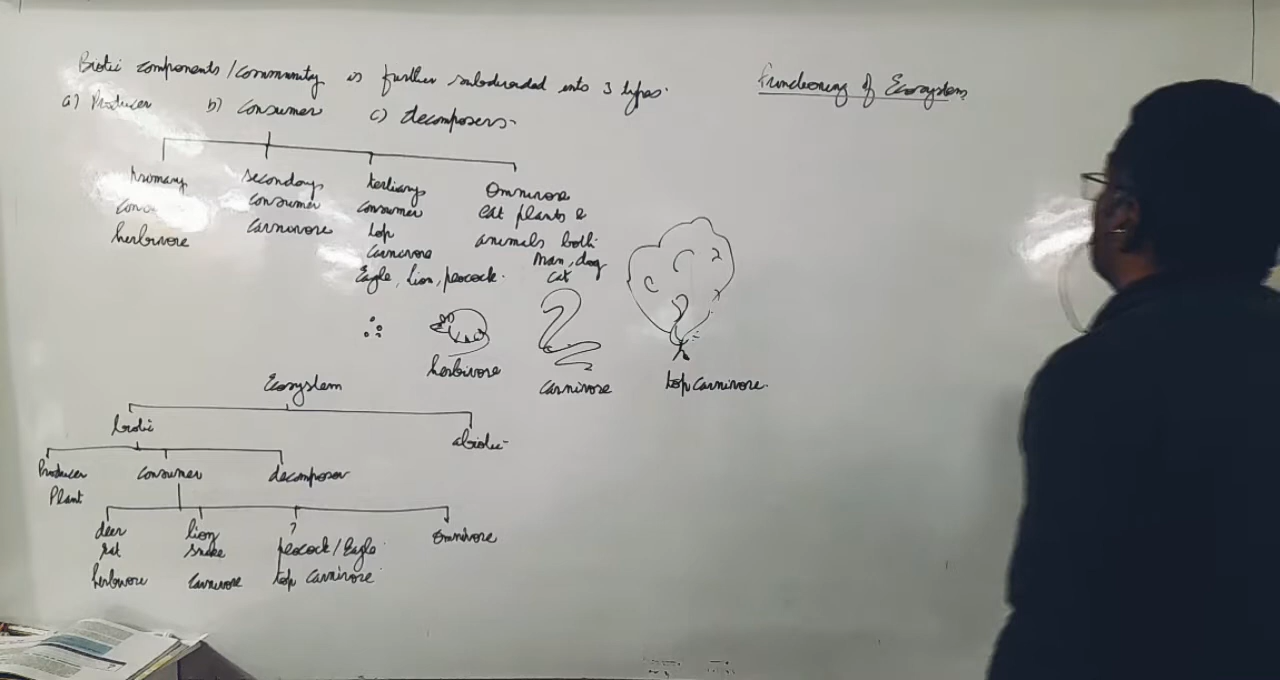 Biotic components/community is further subdivided into 3 types.
a) Producer b) Consumer c) decomposers.
Primary
herbivore
secondary
consumer
carnivore
tertiary
consumer
top
carnivore
Eagle, lion, peacock.
Omnivore
eat plants &
animals both
man, dog
cat
herbivore
carnivore
top carnivore.
Ecosystem
biotic
abiotic
Producer
Plant
consumer
decomposer
deer
rat
herbivore
lion
snake
carnivore
?
peacock/Eagle
top carnivore
Omnivore
Functioning of Ecosystem